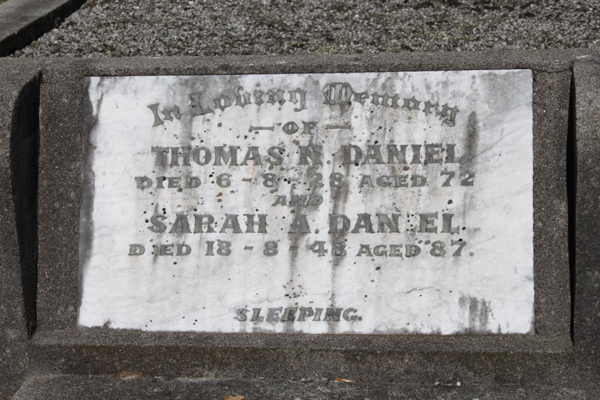 In Loving Memory
— OF —
THOMAS N. DANIEL
DIED 6-8-28 AGED 72
AND
SARAH A. DANIEL
DIED 18-8-48 AGED 87.
SLEEPING.